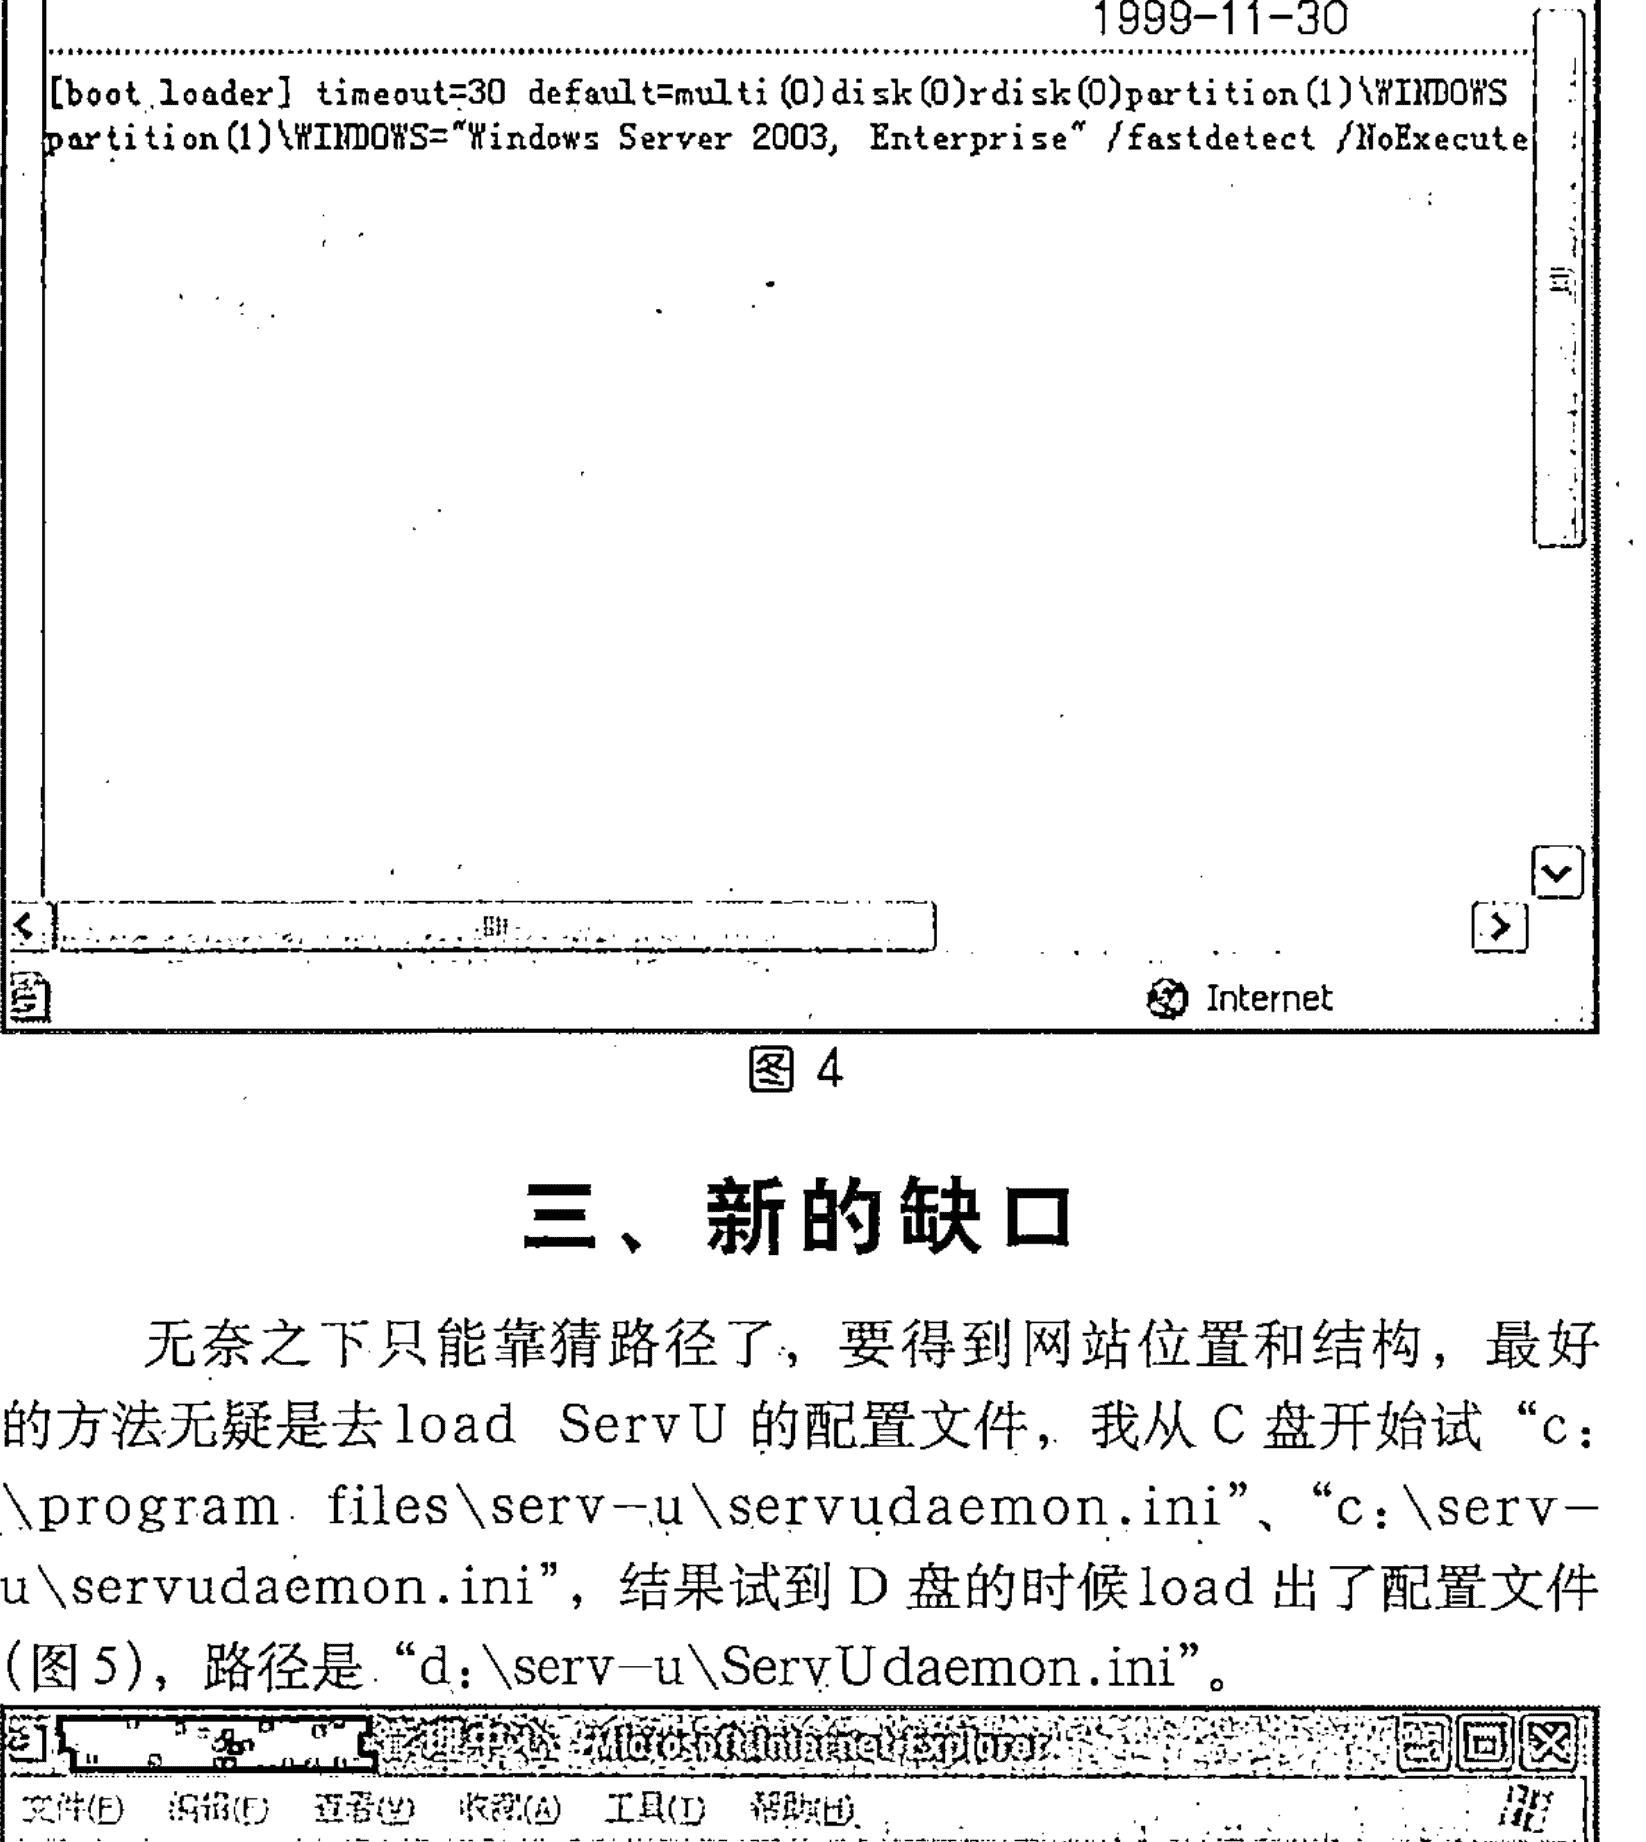 1999-11-30
[boot loader] timeout=30 default=multi(0)disk(0)rdisk(0)partition(1)\WINDOWS
partition(1)\WINDOWS="Windows Server 2003, Enterprise" /fastdetect /NoExecute
Internet
图 4
三、新的缺口
无奈之下只能靠猜路径了，要得到网站位置和结构，最好
的方法无疑是去load ServU 的配置文件，我从 C 盘开始试“c:
\program files\serv-u\servudaemon.ini”、“c:\serv-
u\servudaemon.ini”，结果试到 D 盘的时候load 出了配置文件
(图 5)，路径是“d:\serv-u\ServUdaemon.ini”。
管理中心 - Microsoft Internet Explorer
文件(F) 编辑(E) 查看(V) 收藏(A) 工具(T) 帮助(H)